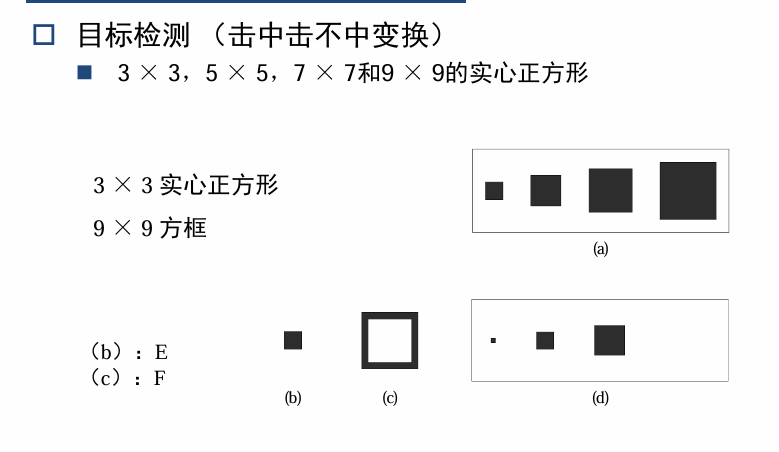 目标检测 （击中击不中变换）
3 × 3，5 × 5，7 × 7和9 × 9的实心正方形
3 × 3 实心正方形
9 × 9 方框
(a)
（b）：E
（c）：F
(b)
(c)
(d)